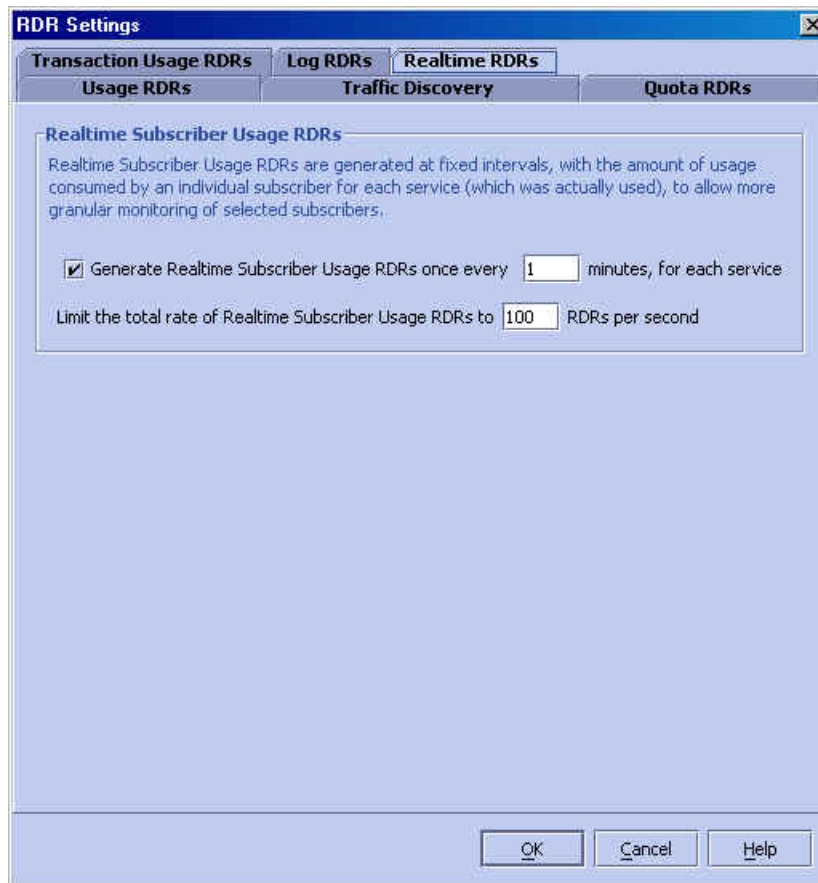 RDR Settings
Transaction Usage RDRs Log RDRs Realtime RDRs
Usage RDRs Traffic Discovery Quota RDRs
Realtime Subscriber Usage RDRs
Realtime Subscriber Usage RDRs are generated at fixed intervals, with the amount of usage
consumed by an individual subscriber for each service (which was actually used), to allow more
granular monitoring of selected subscribers.
Generate Realtime Subscriber Usage RDRs once every 1 minutes, for each service
Limit the total rate of Realtime Subscriber Usage RDRs to 100 RDRs per second
OK Cancel Help